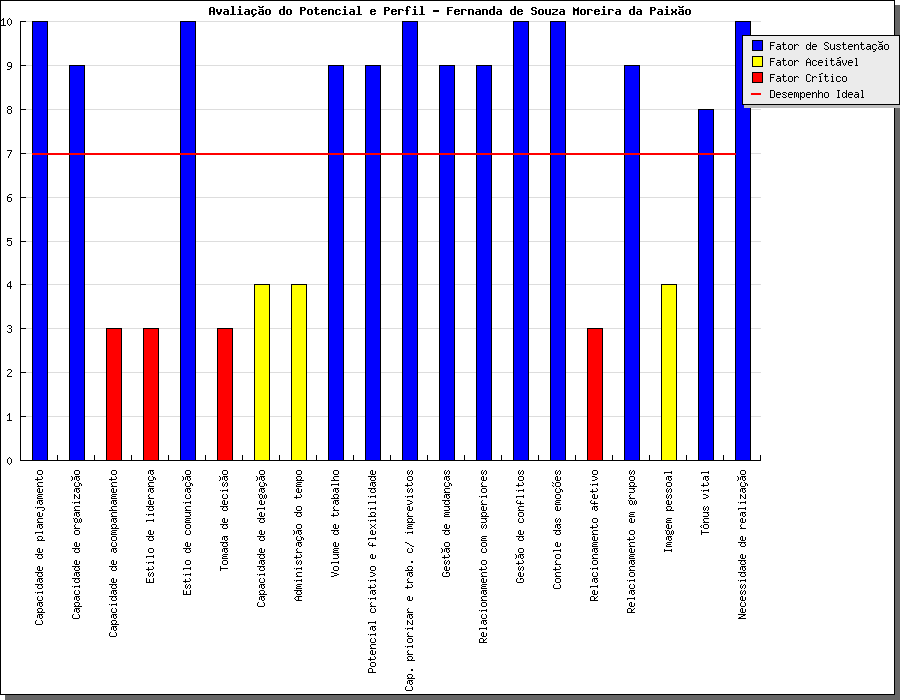 Avaliação do Potencial e Perfil - Fernanda de Souza Moreira da Paixão
10
9
8
7
6
5
4
3
2
1
0
Fator de Sustentação
Fator Aceitável
Fator Crítico
Desempenho Ideal
Capacidade de planejamento
Capacidade de organização
Capacidade de acompanhamento
Estilo de liderança
Estilo de comunicação
Tomada de decisão
Capacidade de delegação
Administração do tempo
Volume de trabalho
Potencial criativo e flexibilidade
Cap. priorizar e trab. c/ imprevistos
Gestão de mudanças
Relacionamento com superiores
Gestão de conflitos
Controle das emoções
Relacionamento afetivo
Relacionamento em grupos
Imagem pessoal
Tônus vital
Necessidade de realização